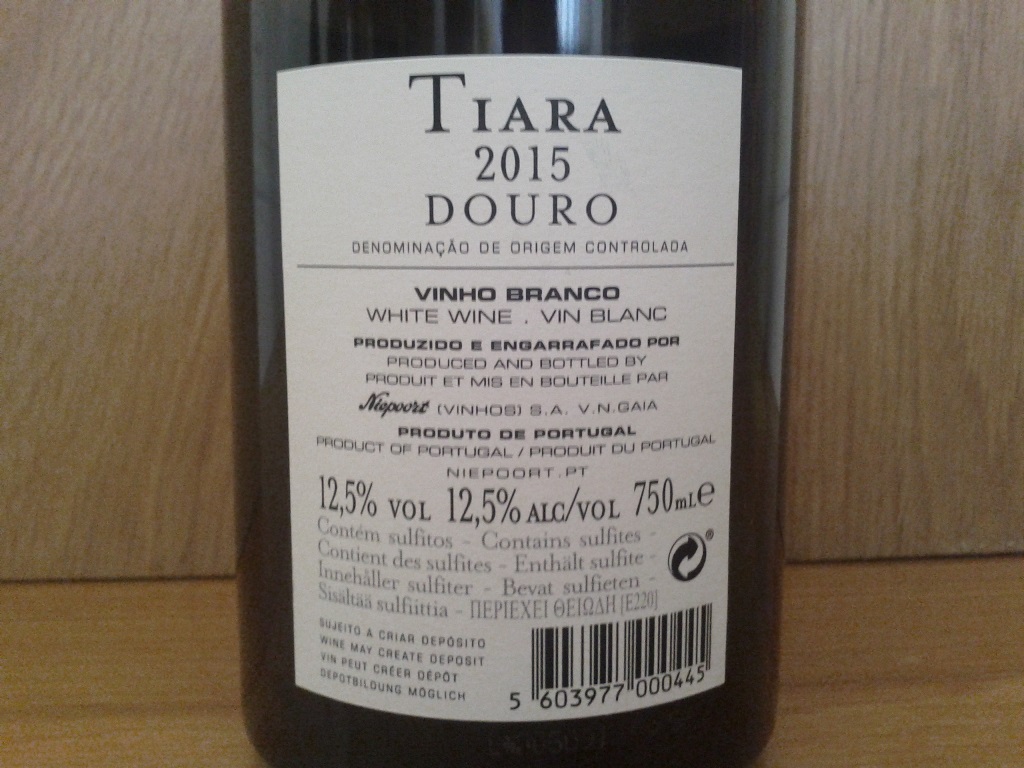 TIARA
2015
DOURO
DENOMINAÇÃO DE ORIGEM CONTROLADA
VINHO BRANCO
WHITE WINE . VIN BLANC
PRODUZIDO E ENGARRAFADO POR
PRODUCED AND BOTTLED BY
PRODUIT ET MIS EN BOUTEILLE PAR
Niepoort (VINHOS) S.A. V.N.GAIA
PRODUTO DE PORTUGAL
PRODUCT OF PORTUGAL / PRODUIT DU PORTUGAL
NIEPOORT.PT
12,5% VOL 12,5% ALC/VOL 750mL e
Contém sulfitos - Contains sulfites -
Contient des sulfites - Enthält sulfite -
Innehåller sulfiter - Bevat sulfieten -
Sisältää sulfiittia - ΠΕΡΙΕΧΕΙ ΘΕΙΩΔΗ [E220]
®
SUJEITO A CRIAR DEPÓSITO
WINE MAY CREATE DEPOSIT
VIN PEUT CRÉER DÉPÔT
DEPOTBILDUNG MÖGLICH
5 603977 000445